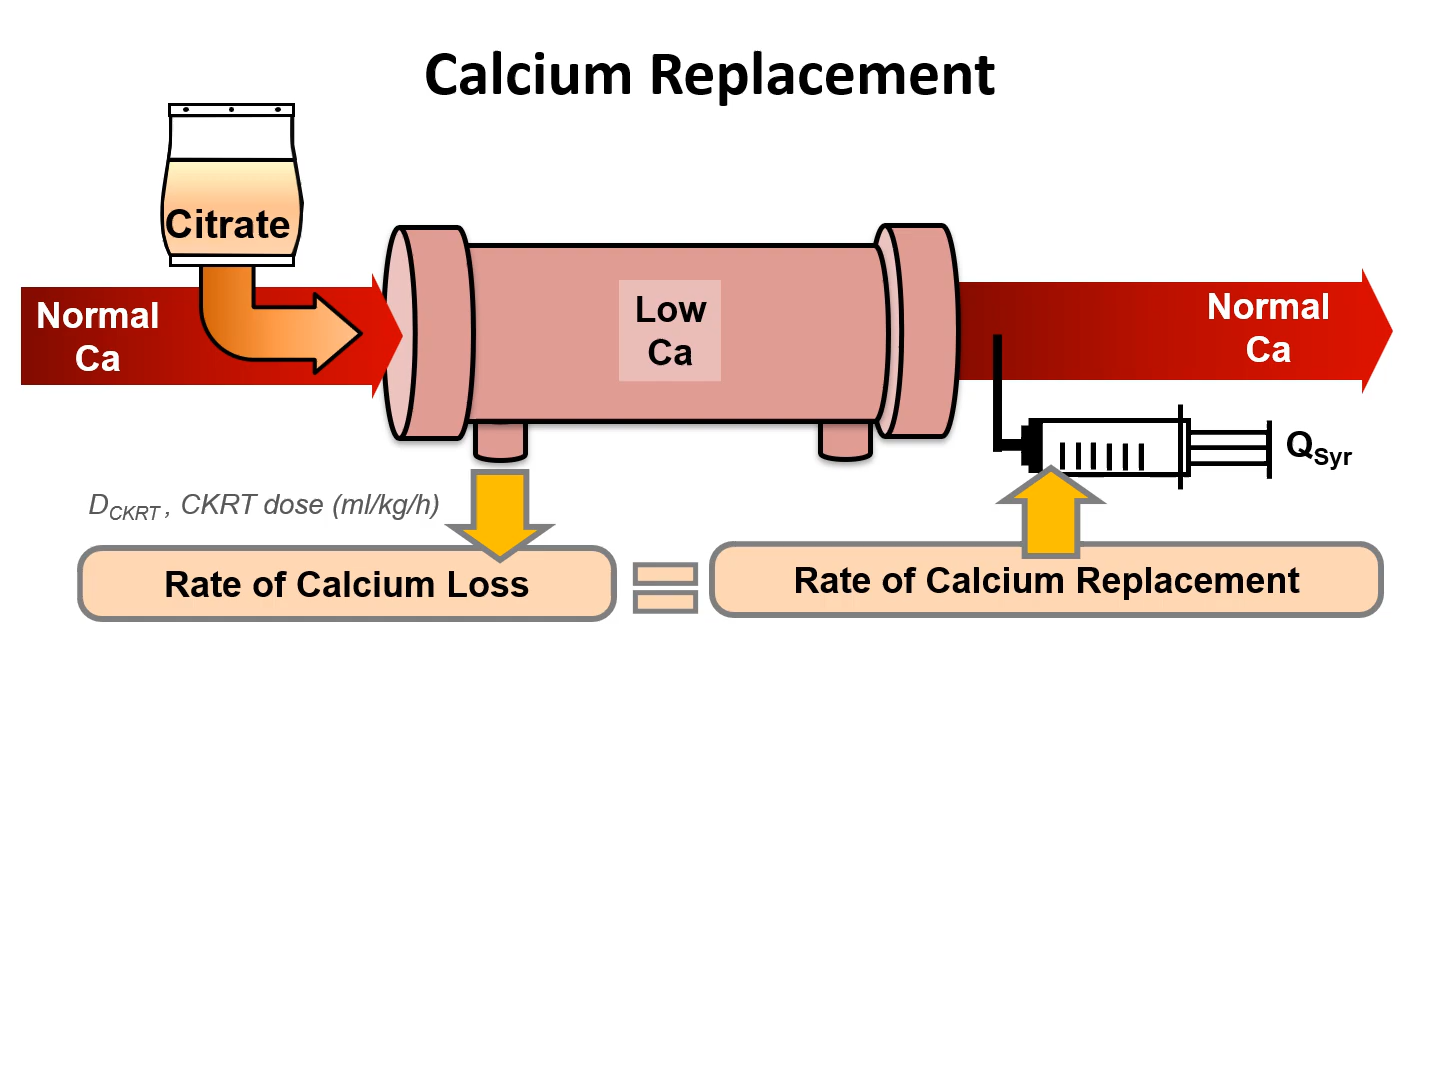 Calcium Replacement
Citrate
Normal
Ca
Low
Ca
Normal
Ca
QSyr
DCKRT , CKRT dose (ml/kg/h)
Rate of Calcium Loss
Rate of Calcium Replacement